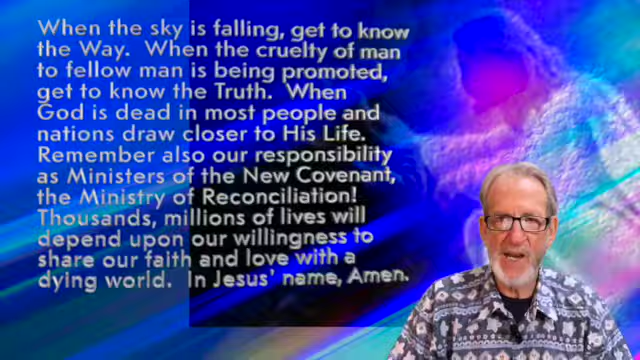 When the sky is falling, get to know
the Way. When the cruelty of man
to fellow man is being promoted,
get to know the Truth. When
God is dead in most people and
nations draw closer to His Life.
Remember also our responsibility
as Ministers of the New Covenant,
the Ministry of Reconciliation!
Thousands, millions of lives will
depend upon our willingness to
share our faith and love with a
dying world. In Jesus' name, Amen.